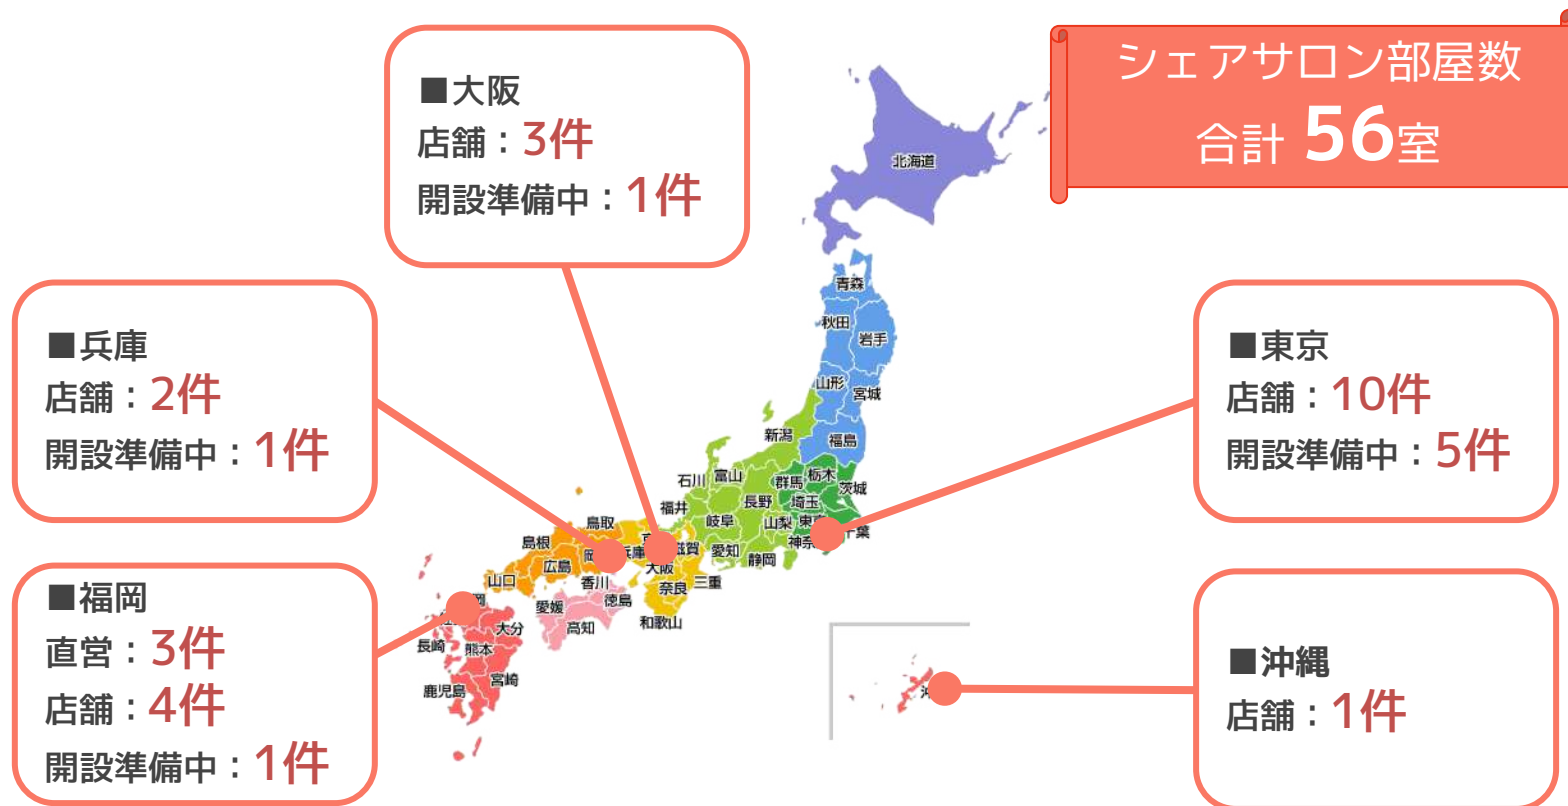 シェアサロン部屋数
合計 56室
■大阪
店舗：3件
開設準備中：1件
■兵庫
店舗：2件
開設準備中：1件
■福岡
直営：3件
店舗：4件
開設準備中：1件
■東京
店舗：10件
開設準備中：5件
■沖縄
店舗：1件
北海道
青森
秋田
岩手
山形
宮城
新潟
福島
石川
富山
群馬
栃木
茨城
長野
埼玉
福井
岐阜
山梨
愛知
静岡
鳥取
島根
広島
山口
兵庫
滋賀
大阪
奈良
三重
和歌山
香川
徳島
愛媛
高知
大分
長崎
熊本
宮崎
鹿児島